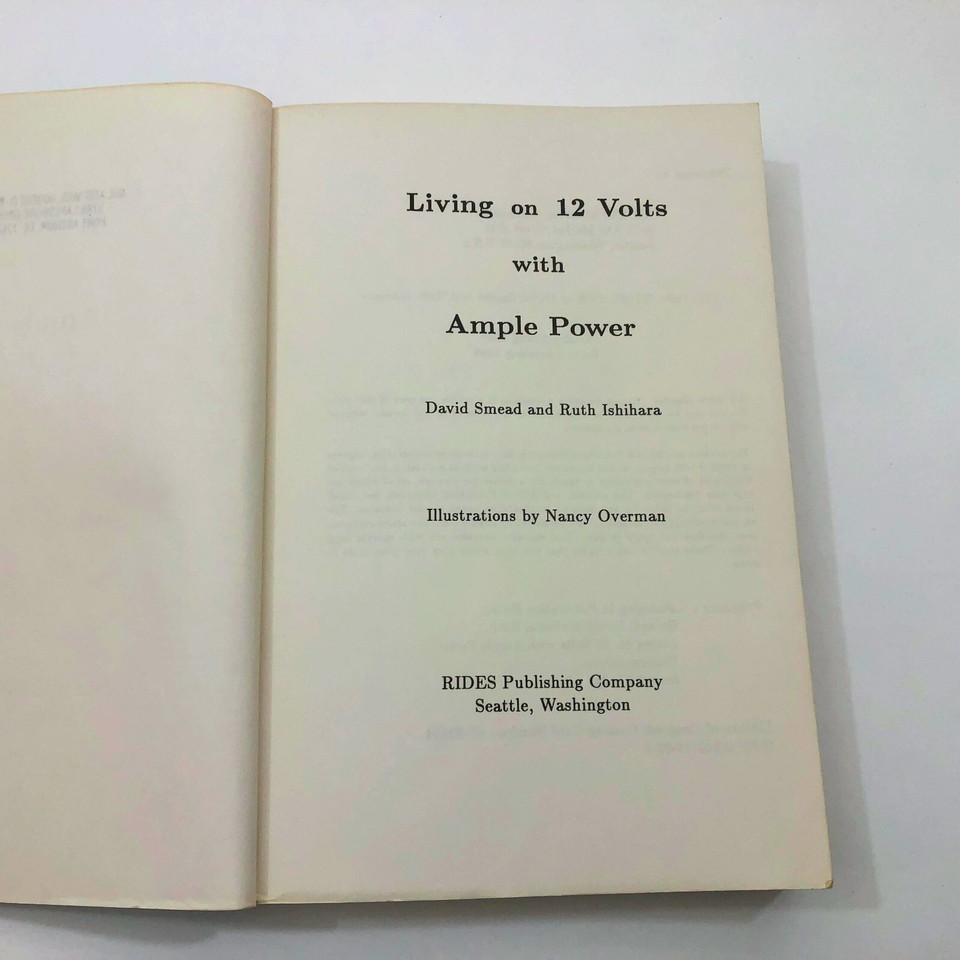 Living on 12 Volts
with
Ample Power
David Smead and Ruth Ishihara
Illustrations by Nancy Overman
RIDES Publishing Company
Seattle, Washington